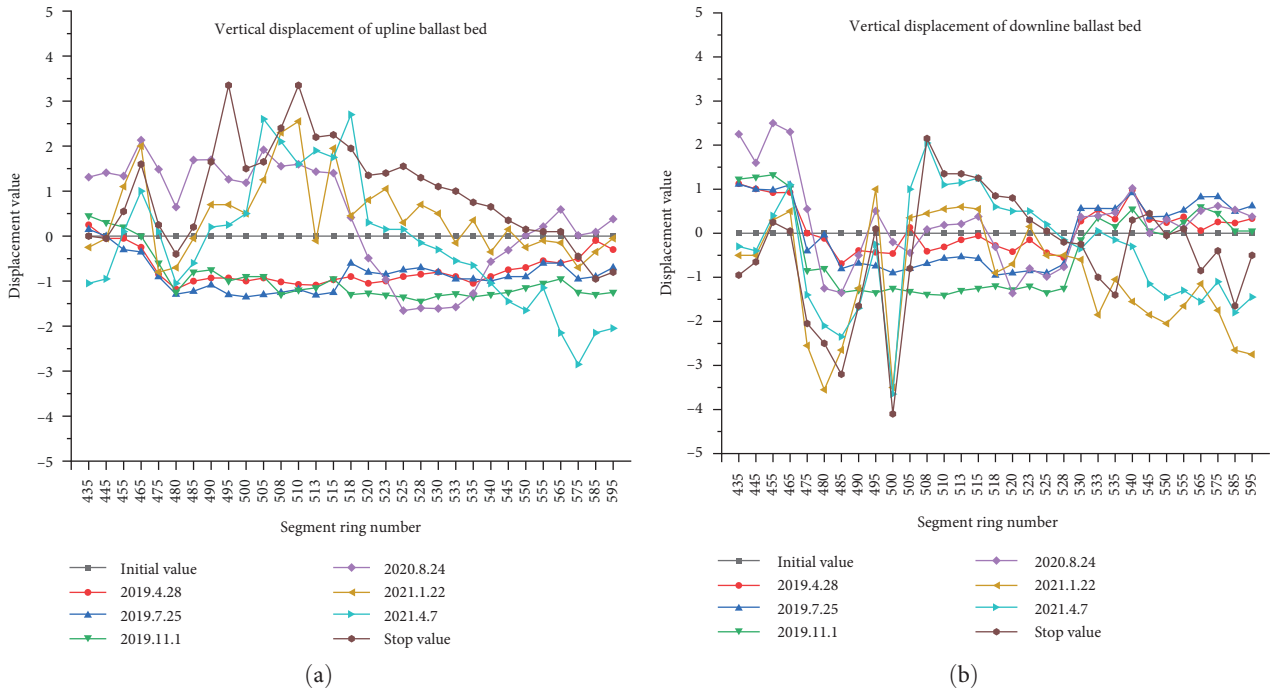 Vertical displacement of upline ballast bed
5
4
3
2
1
0
−1
−2
−3
−4
−5
Displacement value
435 445 455 465 475 480 485 490 495 500 505 508 510 513 515 518 520 523 525 528 530 533 535 540 545 550 555 565 575 585 595
Segment ring number
Initial value
2019.4.28
2019.7.25
2019.11.1
2020.8.24
2021.1.22
2021.4.7
Stop value
(a)
Vertical displacement of downline ballast bed
5
4
3
2
1
0
−1
−2
−3
−4
−5
Displacement value
435 445 455 465 475 480 485 490 495 500 505 508 510 513 515 518 520 523 525 528 530 533 535 540 545 550 555 565 575 585 595
Segment ring number
Initial value
2019.4.28
2019.7.25
2019.11.1
2020.8.24
2021.1.22
2021.4.7
Stop value
(b)